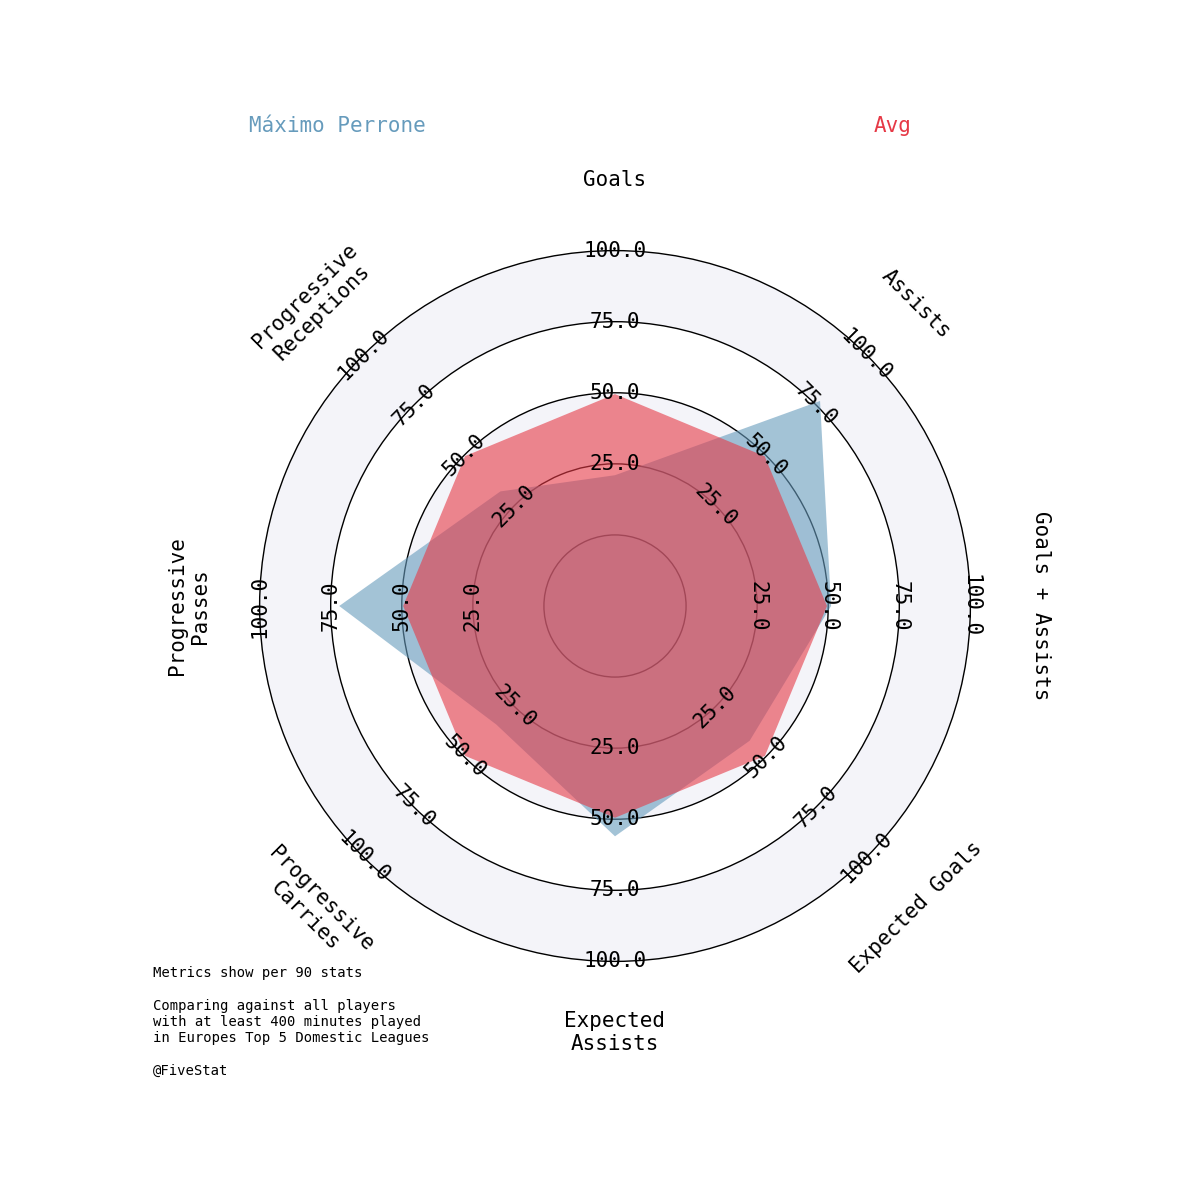 Máximo Perrone
Avg
Goals
Progressive
Receptions
Assists
100.0
100.0
100.0
75.0
75.0
75.0
50.0
50.0
50.0
25.0
25.0
25.0
Progressive
Passes
100.0
75.0
50.0
25.0
25.0
50.0
75.0
100.0
Goals + Assists
25.0
25.0
25.0
50.0
50.0
50.0
75.0
75.0
75.0
100.0
100.0
100.0
Progressive
Carries
Expected Goals
Expected
Assists
Metrics show per 90 stats
Comparing against all players
with at least 400 minutes played
in Europes Top 5 Domestic Leagues
@FiveStat